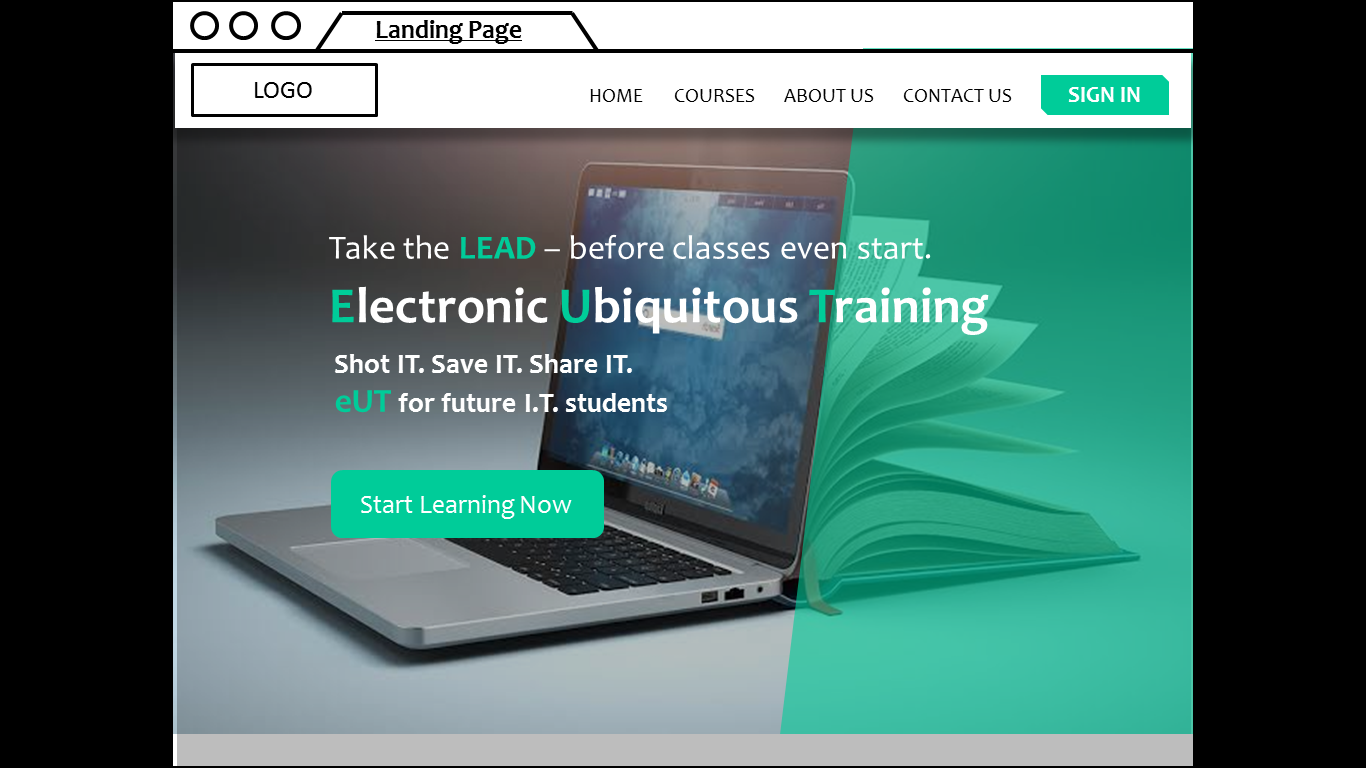 Landing Page
LOGO
HOME COURSES ABOUT US CONTACT US SIGN IN
Take the LEAD – before classes even start.
Electronic Ubiquitous Training
Shot IT. Save IT. Share IT.
eUT for future I.T. students
Start Learning Now